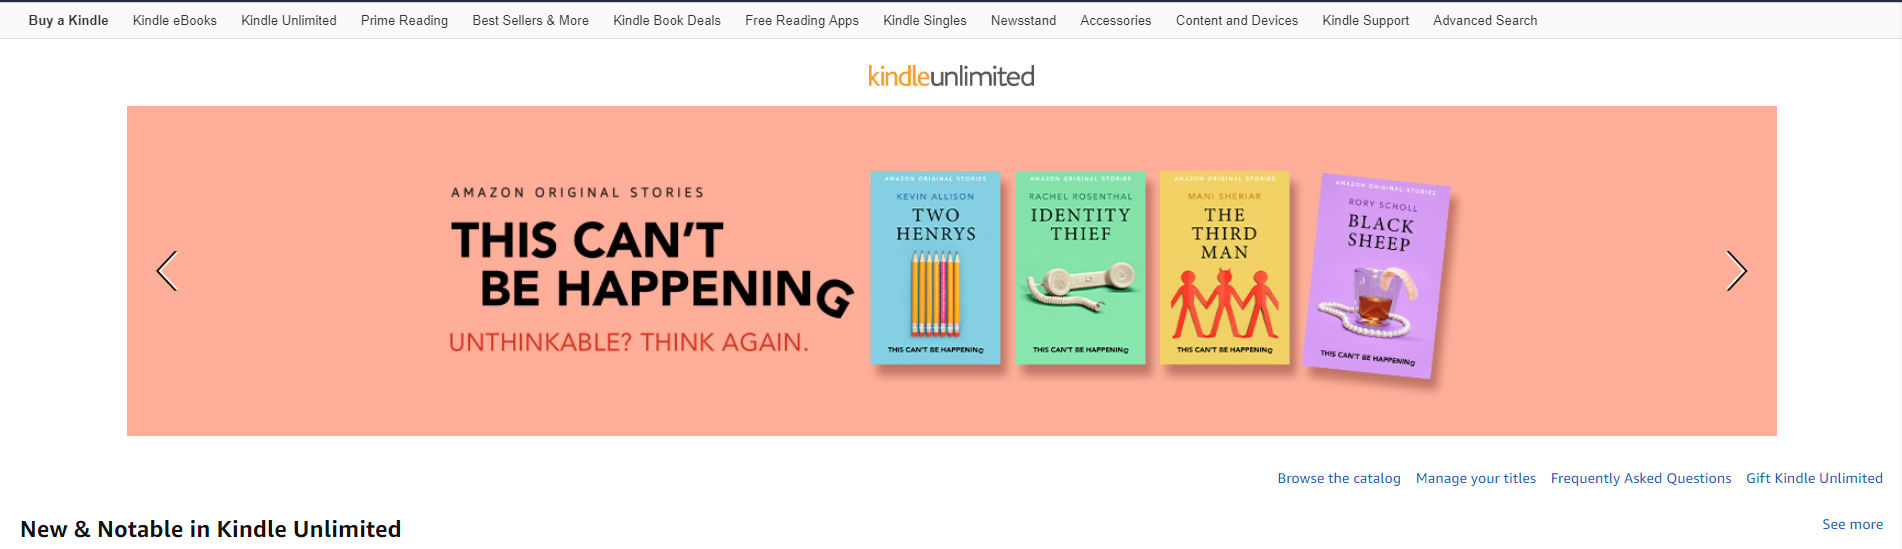 Buy a Kindle Kindle eBooks Kindle Unlimited Prime Reading Best Sellers & More Kindle Book Deals Free Reading Apps Kindle Singles Newsstand Accessories Content and Devices Kindle Support Advanced Search
kindleunlimited
AMAZON ORIGINAL STORIES
THIS CAN'T
BE HAPPENING
UNTHINKABLE? THINK AGAIN.
AMAZON ORIGINAL STORIES
KEVIN ALLISON
TWO
HENRYS
THIS CAN'T BE HAPPENING
AMAZON ORIGINAL STORIES
RACHEL ROSENTHAL
IDENTITY
THIEF
THIS CAN'T BE HAPPENING
AMAZON ORIGINAL STORIES
MANI SHERIAR
THE
THIRD
MAN
THIS CAN'T BE HAPPENING
AMAZON ORIGINAL STORIES
RORY SCHOLL
BLACK
SHEEP
THIS CAN'T BE HAPPENING
Browse the catalog Manage your titles Frequently Asked Questions Gift Kindle Unlimited
New & Notable in Kindle Unlimited
See more